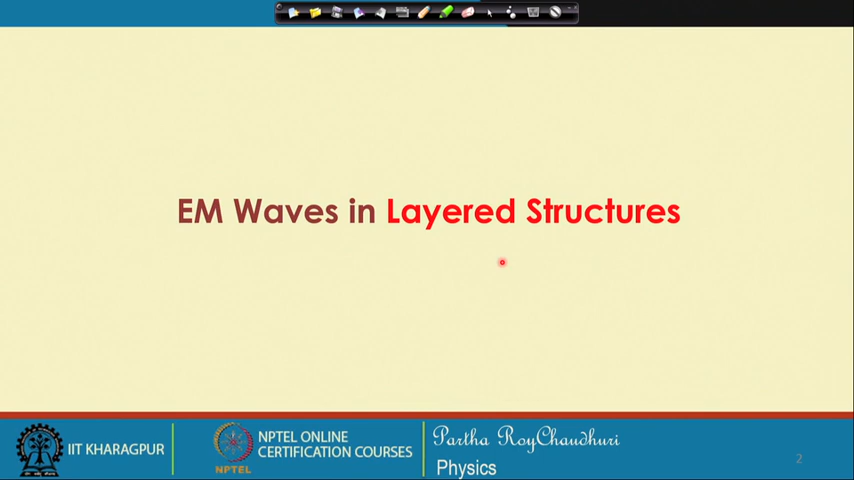 EM Waves in Layered Structures
IIT KHARAGPUR
NPTEL
NPTEL ONLINE
CERTIFICATION COURSES
Partha RoyChaudhuri
Physics
2